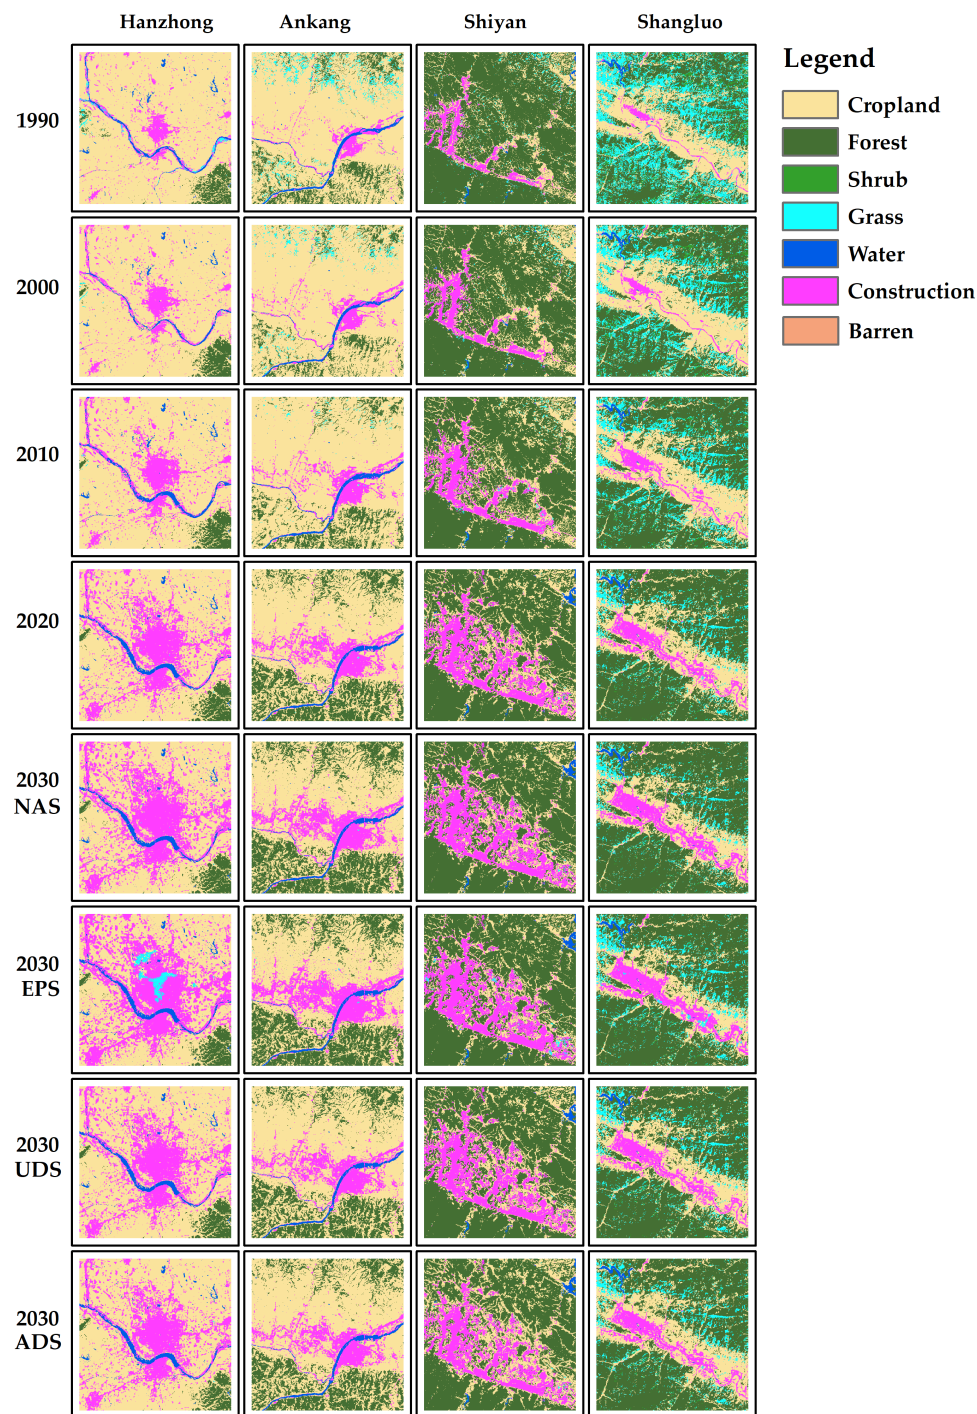 Hanzhong Ankang Shiyan Shangluo
Legend
Cropland
Forest
Shrub
Grass
Water
Construction
Barren
1990
2000
2010
2020
2030
NAS
2030
EPS
2030
UDS
2030
ADS